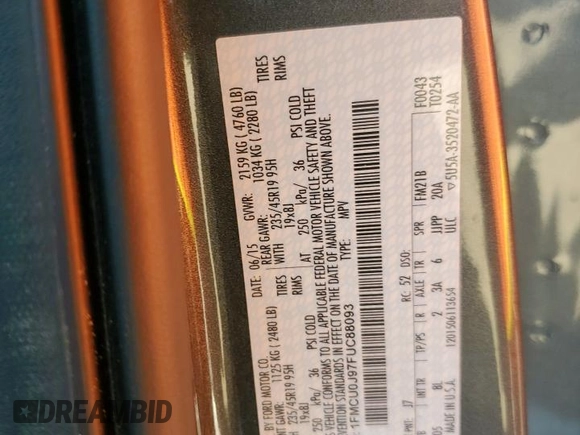 BY FORD MOTOR CO.
DATE: 06/15 GVWR: 2159 KG ( 4760 LB)
GAWR: 1125 KG ( 2480 LB) REAR GAWR: 1034 KG ( 2280 LB)
235/45R19 95H TIRES WITH 235/45R19 95H TIRES
19x8J RIMS 19x8J RIMS
250 kPa/ 36 PSI COLD AT 250 kPa/ 36 PSI COLD
VEHICLE CONFORMS TO ALL APPLICABLE FEDERAL MOTOR VEHICLE SAFETY AND THEFT
PREVENTION STANDARDS IN EFFECT ON THE DATE OF MANUFACTURE SHOWN ABOVE.
1FMCU0J97FUC88093 TYPE: MPV
PNT: J7 RC: 52 DSO: FM21B F0043
T0254
INT TR TP/PS R AXLE TR SPR
BL 2 3A 6 JJPP 20A
MADE IN U.S.A. 1201506113654 ULC 5U5A-3520472-AA
DREAMBID